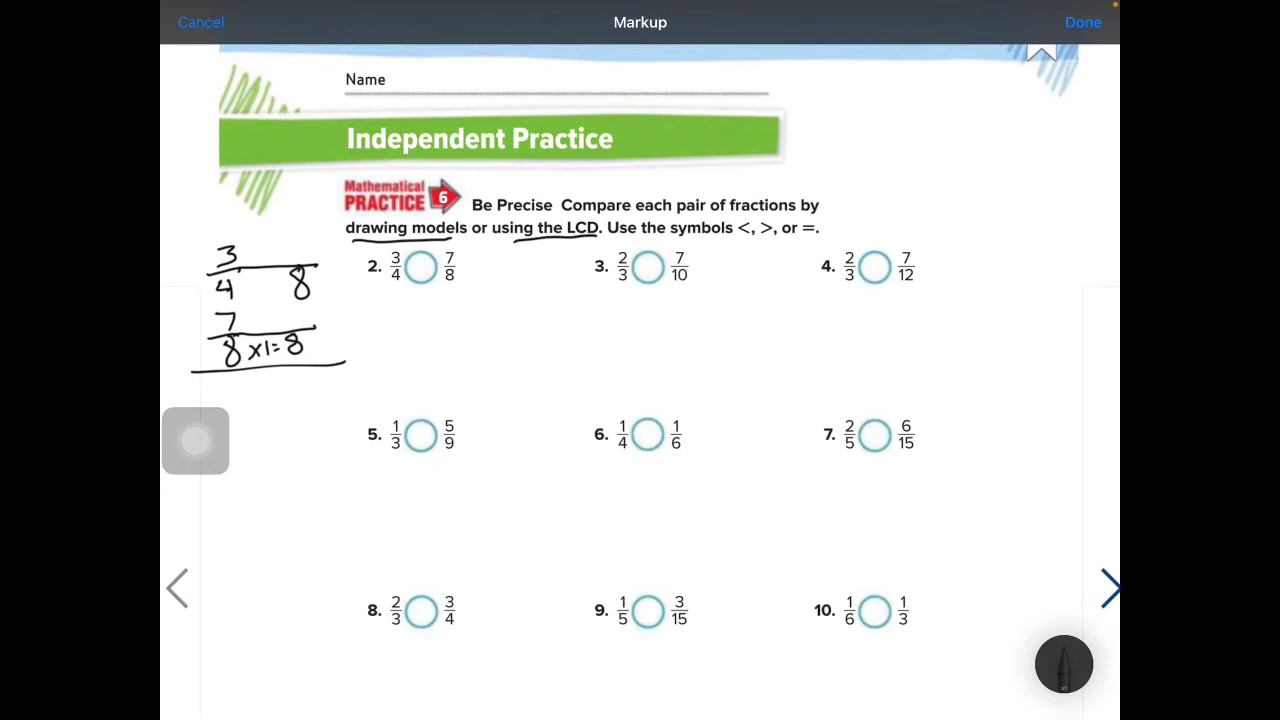 Cancel Markup Done
Name
Independent Practice
Mathematical
PRACTICE 6 Be Precise Compare each pair of fractions by
drawing models or using the LCD. Use the symbols <, >, or =.
2. 3/4 ○ 7/8 3. 2/3 ○ 7/10 4. 2/3 ○ 7/12
3/4 8
7/8 x1=8
5. 1/3 ○ 5/9 6. 1/4 ○ 1/6 7. 2/5 ○ 6/15
8. 2/3 ○ 3/4 9. 1/5 ○ 3/15 10. 1/6 ○ 1/3